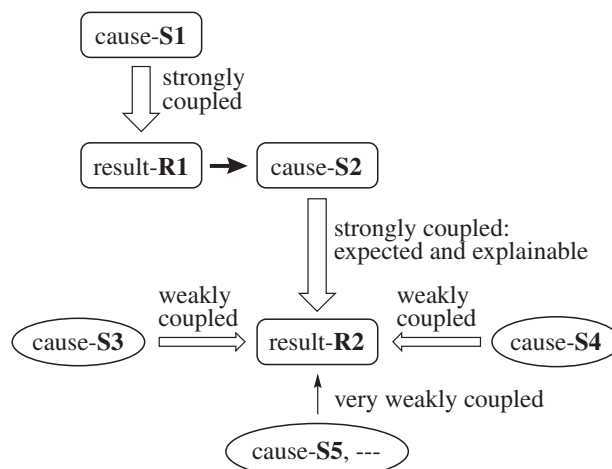 cause-S1
strongly
coupled
result-R1
cause-S2
strongly coupled:
expected and explainable
weakly
coupled
weakly
coupled
cause-S3
result-R2
cause-S4
very weakly coupled
cause-S5, ---